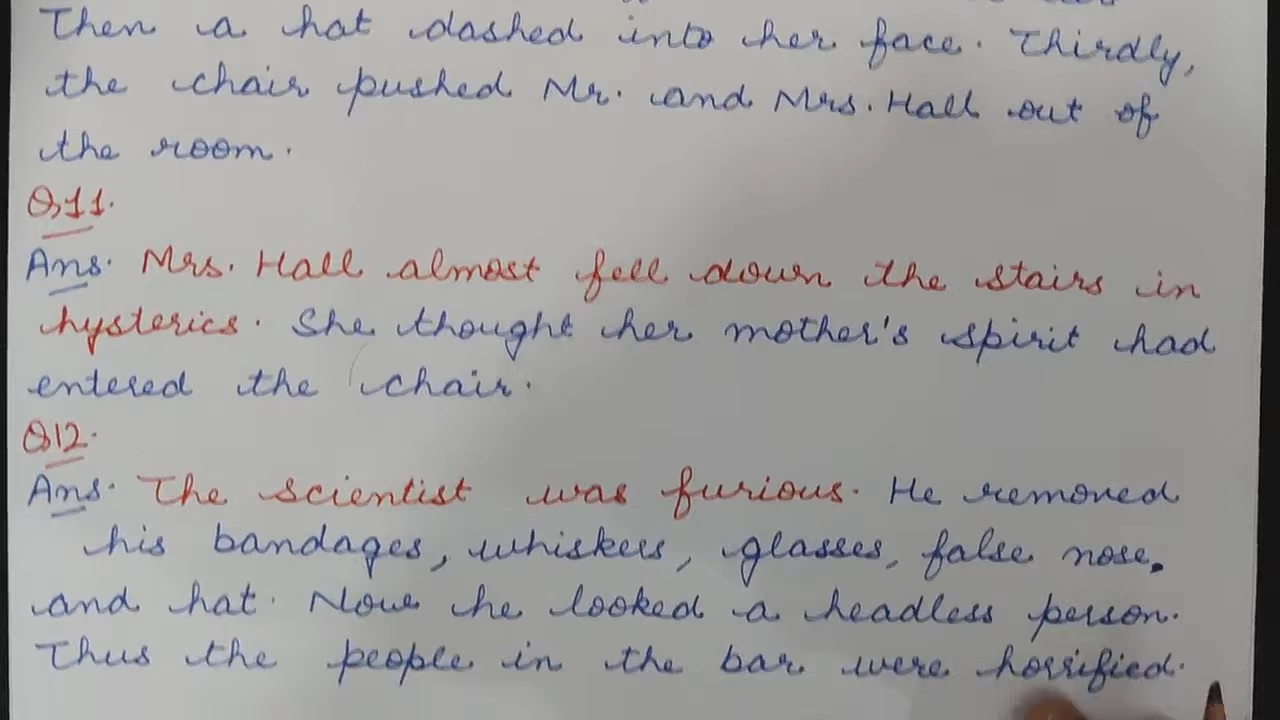 Then a hat dashed into her face. Thirdly,
the chair pushed Mr. and Mrs. Hall out of
the room.
Q.11.
Ans. Mrs. Hall almost fell down the stairs in
hysterics. She thought her mother's spirit had
entered the chair.
Q12.
Ans. The scientist was furious. He removed
his bandages, whiskers, glasses, false nose,
and hat. Now he looked a headless person.
Thus the people in the bar were horrified.